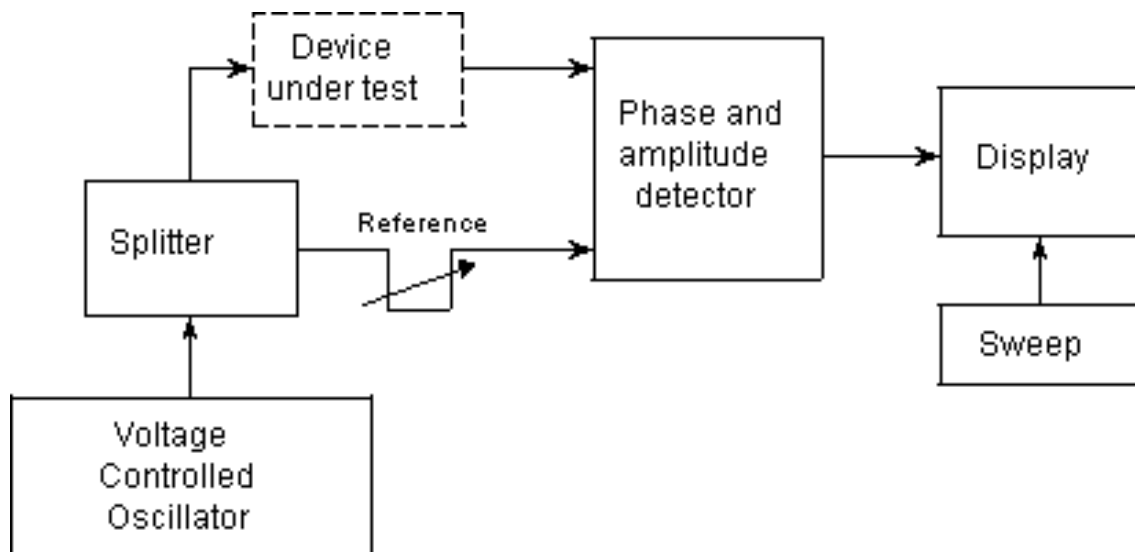 Device
under test
Phase and
amplitude
detector
Display
Splitter
Reference
Sweep
Voltage
Controlled
Oscillator